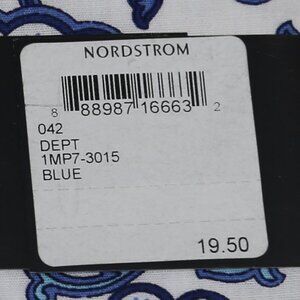 NORDSTROM
8 88987 16663 2
042
DEPT
1MP7-3015
BLUE
19.50